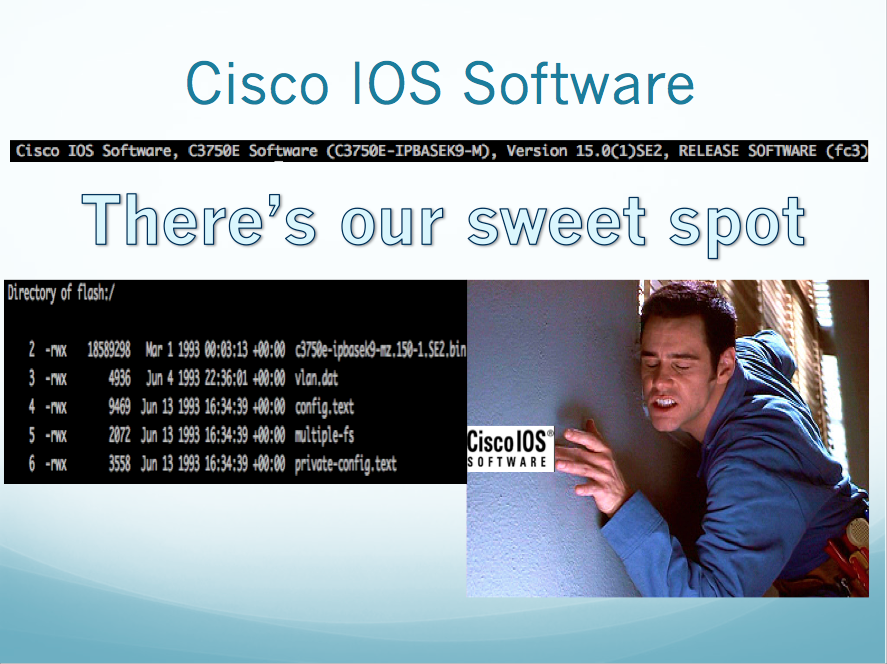 Cisco IOS Software
Cisco IOS Software, C3750E Software (C3750E-IPBASEK9-M), Version 15.0(1)SE2, RELEASE SOFTWARE (fc3)
There's our sweet spot
Directory of flash:/
2 -rwx 18589298 Mar 1 1993 00:03:13 +00:00 c3750e-ipbasek9-mz.150-1.SE2.bin
3 -rwx 4936 Jun 4 1993 22:36:01 +00:00 vlan.dat
4 -rwx 9469 Jun 13 1993 16:34:39 +00:00 config.text
5 -rwx 2072 Jun 13 1993 16:34:39 +00:00 multiple-fs
6 -rwx 3558 Jun 13 1993 16:34:39 +00:00 private-config.text
Cisco IOS®
SOFTWARE